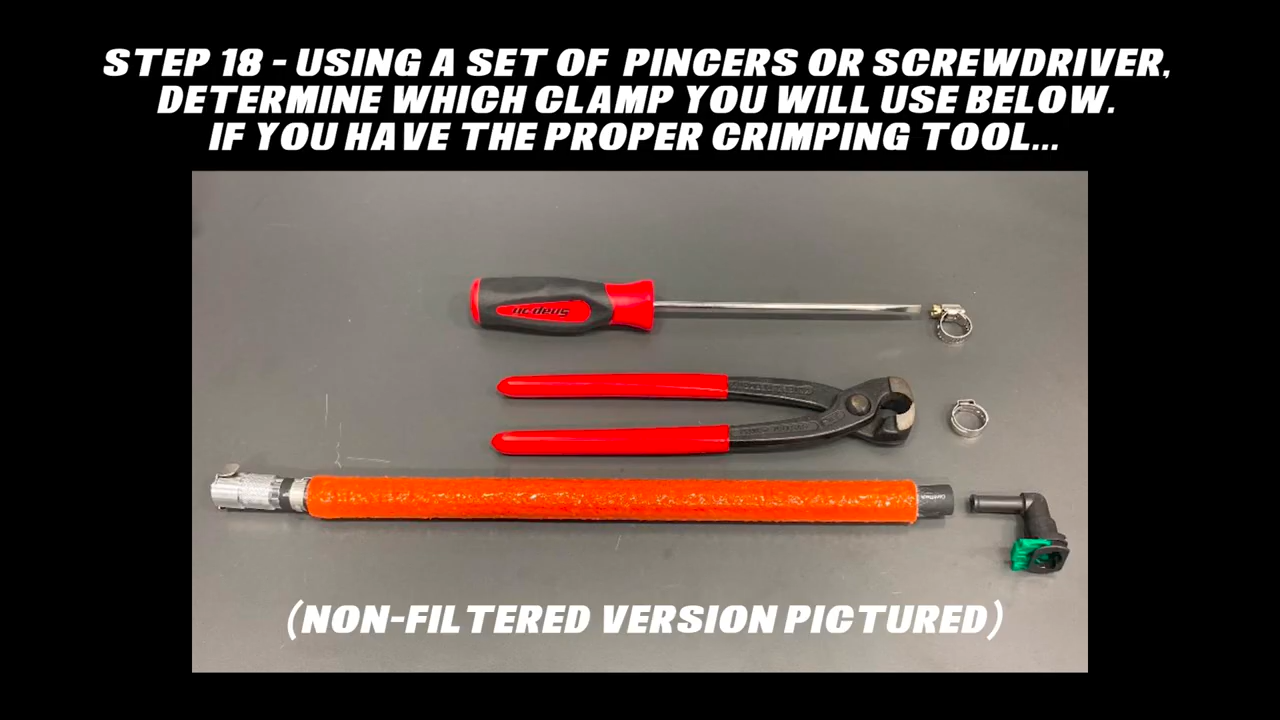 STEP 18 - USING A SET OF PINCERS OR SCREWDRIVER,
DETERMINE WHICH CLAMP YOU WILL USE BELOW.
IF YOU HAVE THE PROPER CRIMPING TOOL...
(NON-FILTERED VERSION PICTURED)